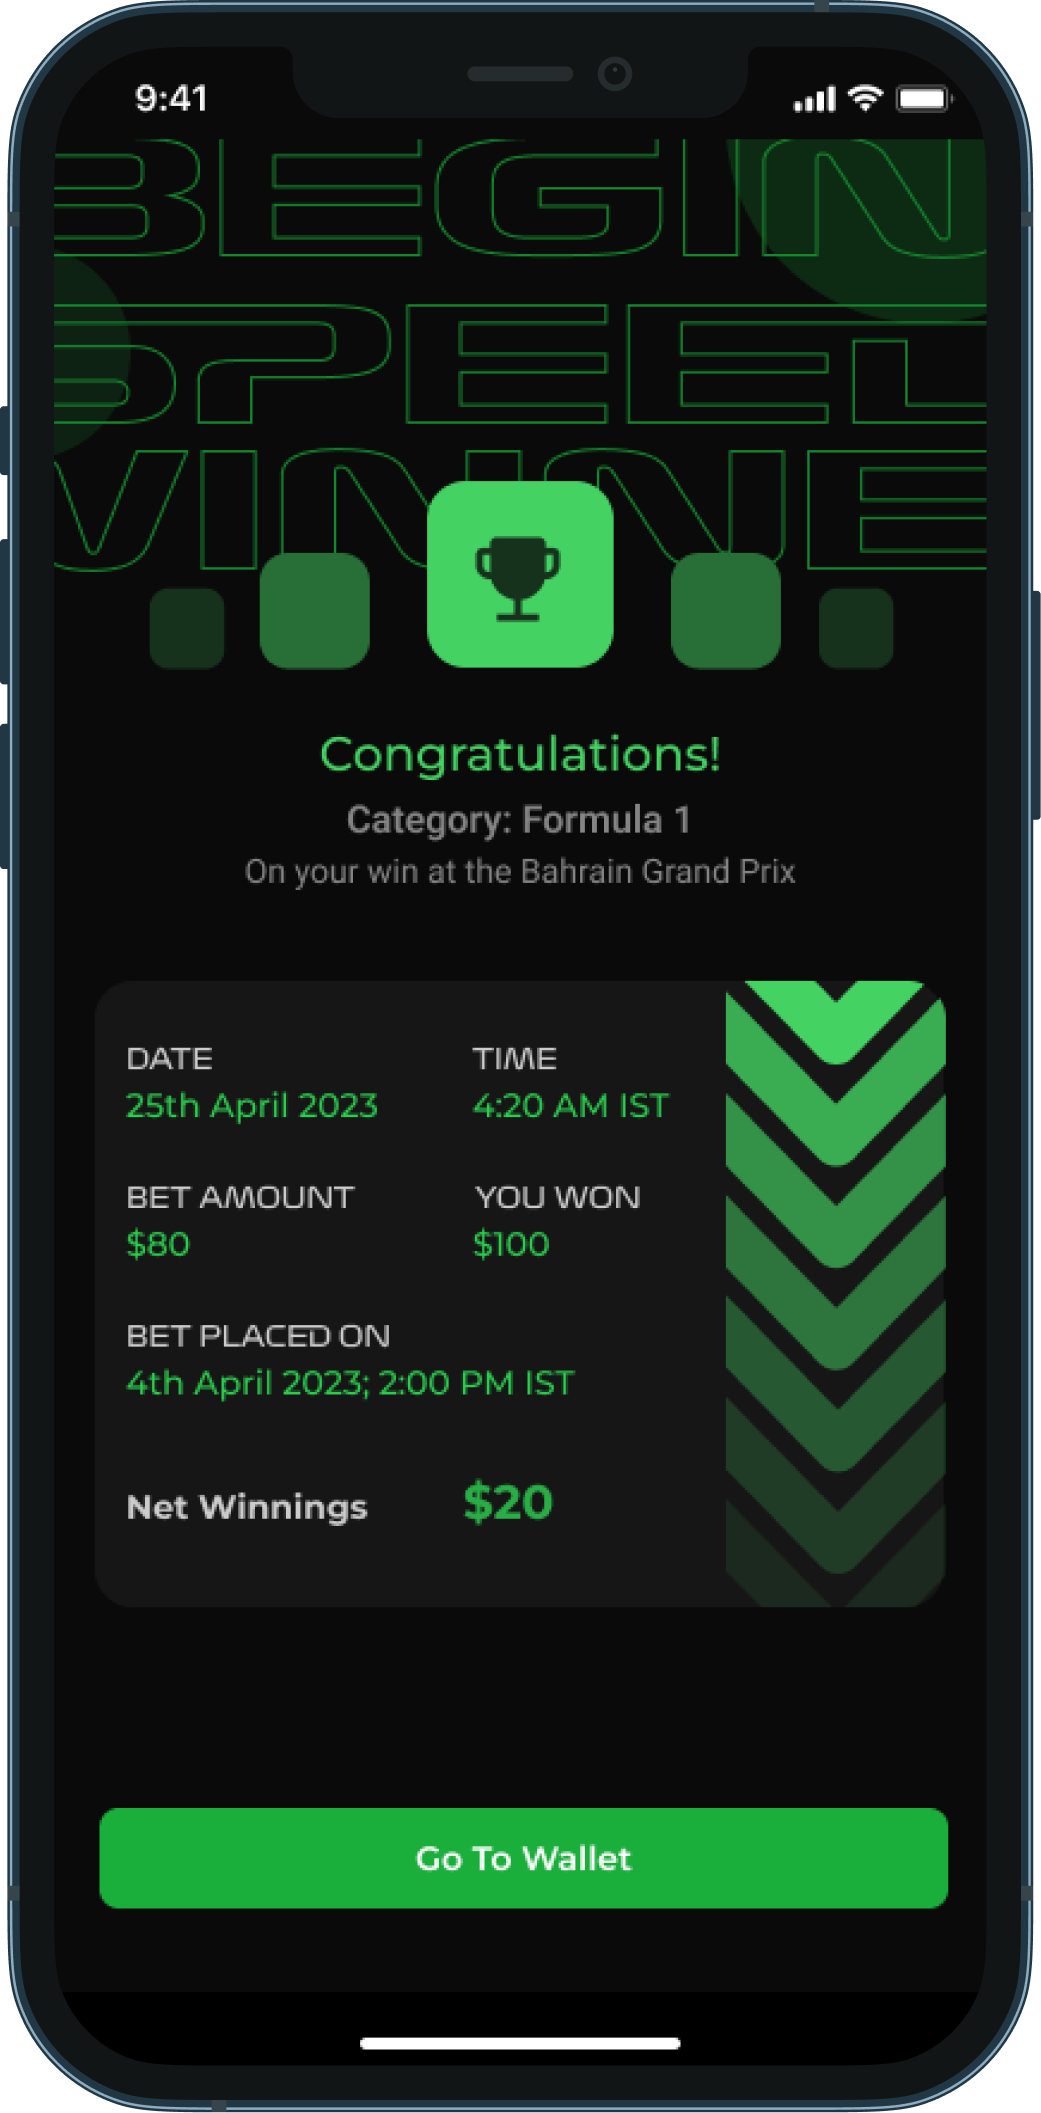 9:41
BEGIN
SPEED
WINNE
Congratulations!
Category: Formula 1
On your win at the Bahrain Grand Prix
DATE
TIME
25th April 2023
4:20 AM IST
BET AMOUNT
YOU WON
$80
$100
BET PLACED ON
4th April 2023; 2:00 PM IST
Net Winnings
$20
Go To Wallet